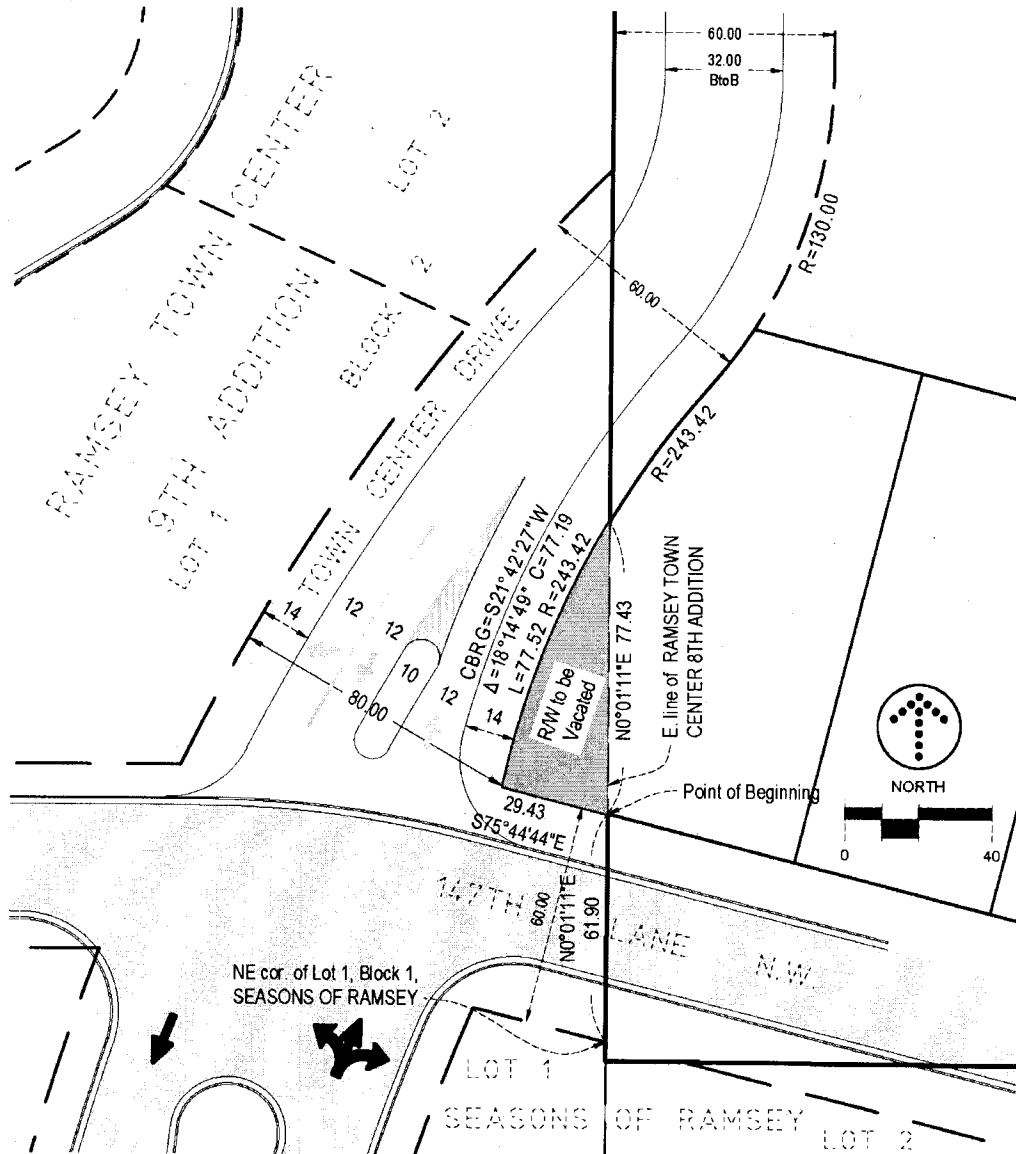 60.00
32.00
BtoB
RAMSEY TOWN CENTER
9TH ADDITION
LOT 2
BLOCK 2
LOT 1
TOWN CENTER DRIVE
R=130.00
60.00
R=243.42
CBRG=S21°42'27"W
Δ=18°14'49" C=77.19
L=77.52 R=243.42
N0°01'11"E 77.43
E. line of RAMSEY TOWN
CENTER 8TH ADDITION
14
12
12
10
12
14
80.00
R/W to be
Vacated
NORTH
0
40
Point of Beginning
29.43
S75°44'44"E
60.00
N0°01'11"E
61.90
147TH LANE N.W
NE cor. of Lot 1, Block 1,
SEASONS OF RAMSEY
LOT 1
SEASONS OF RAMSEY
LOT 2